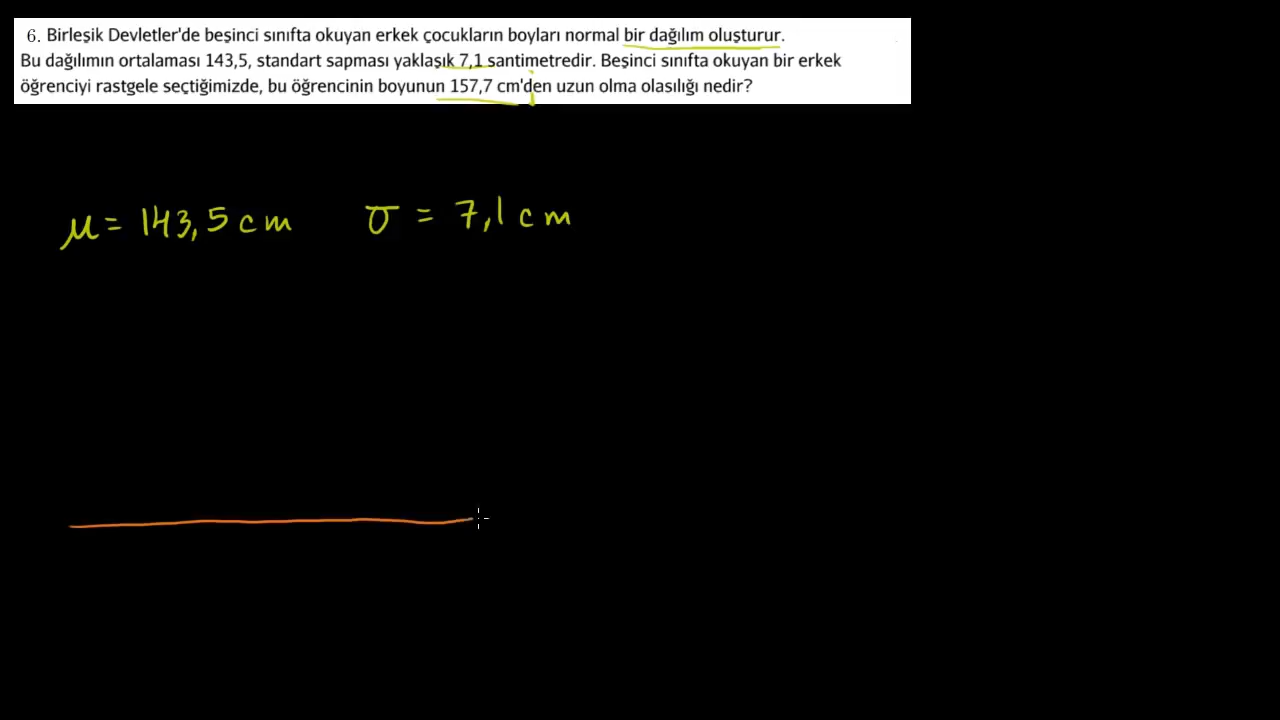 6. Birleşik Devletler'de beşinci sınıfta okuyan erkek çocukların boyları normal bir dağılım oluşturur.
Bu dağılımın ortalaması 143,5, standart sapması yaklaşık 7,1 santimetredir. Beşinci sınıfta okuyan bir erkek
öğrenciyi rastgele seçtiğimizde, bu öğrencinin boyunun 157,7 cm'den uzun olma olasılığı nedir?
μ = 143,5 cm σ = 7,1 cm